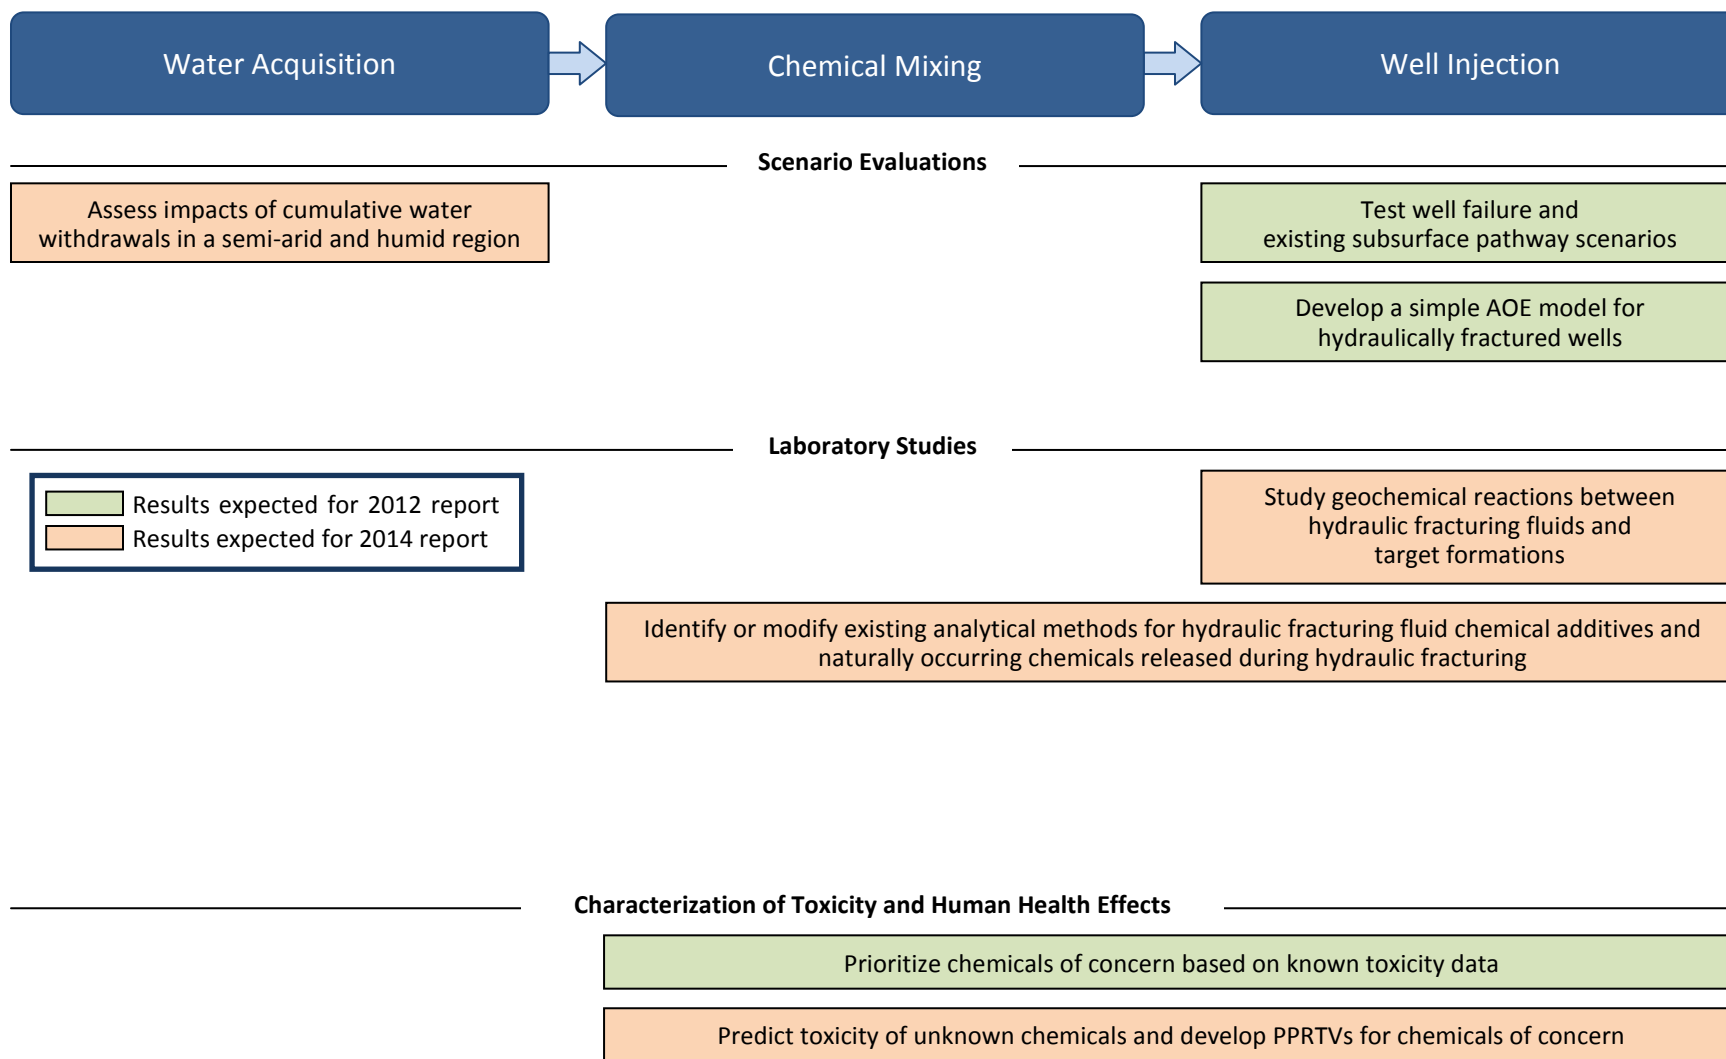 Water Acquisition
Chemical Mixing
Well Injection
Scenario Evaluations
Assess impacts of cumulative water
withdrawals in a semi-arid and humid region
Test well failure and
existing subsurface pathway scenarios
Develop a simple AOE model for
hydraulically fractured wells
Laboratory Studies
Results expected for 2012 report
Results expected for 2014 report
Study geochemical reactions between
hydraulic fracturing fluids and
target formations
Identify or modify existing analytical methods for hydraulic fracturing fluid chemical additives and
naturally occurring chemicals released during hydraulic fracturing
Characterization of Toxicity and Human Health Effects
Prioritize chemicals of concern based on known toxicity data
Predict toxicity of unknown chemicals and develop PPRTVs for chemicals of concern